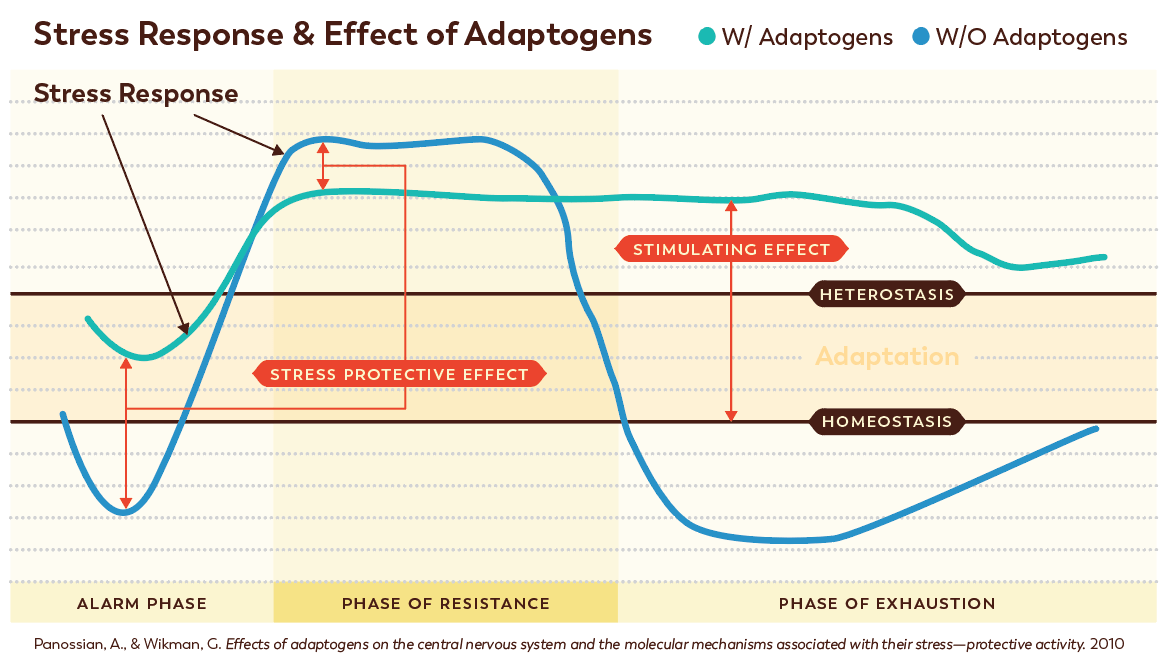 Stress Response & Effect of Adaptogens
W/ Adaptogens
W/O Adaptogens
Stress Response
STIMULATING EFFECT
HETEROSTASIS
Adaptation
STRESS PROTECTIVE EFFECT
HOMEOSTASIS
ALARM PHASE
PHASE OF RESISTANCE
PHASE OF EXHAUSTION
Panossian, A., & Wikman, G. Effects of adaptogens on the central nervous system and the molecular mechanisms associated with their stress—protective activity. 2010